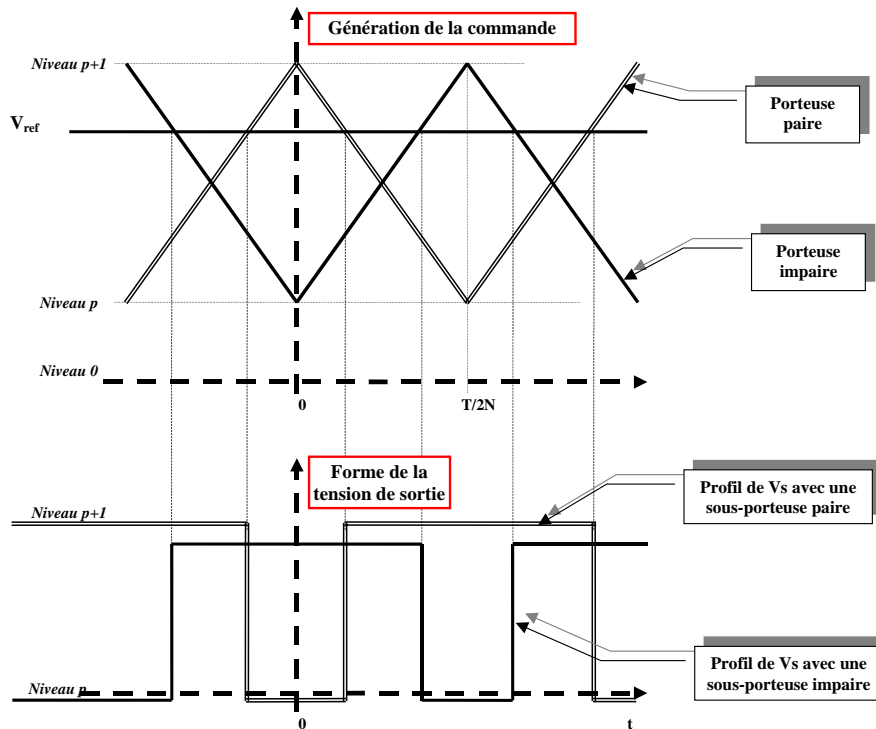 Génération de la commande
Niveau p+1
Porteuse
paire
Vref
Porteuse
impaire
Niveau p
Niveau 0
0
T/2N
Forme de la
tension de sortie
Profil de Vs avec une
sous-porteuse paire
Niveau p+1
Profil de Vs avec une
sous-porteuse impaire
Niveau p
0
t